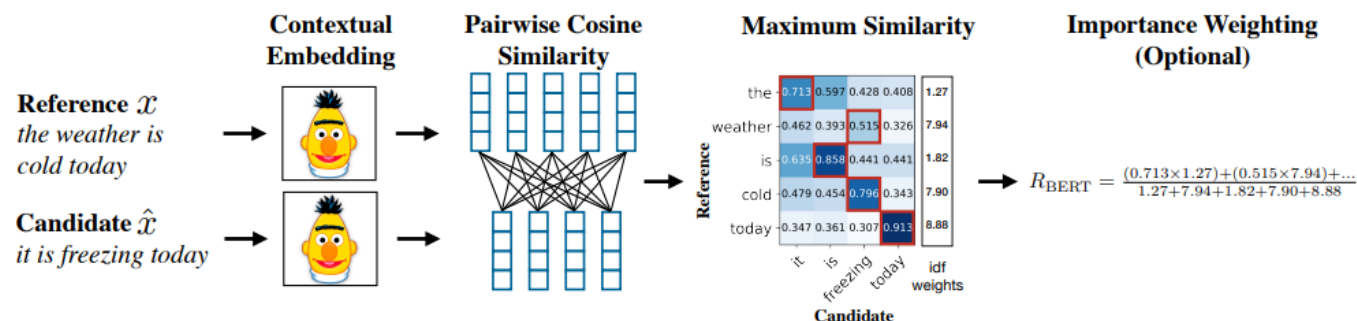 Contextual
Embedding
Pairwise Cosine
Similarity
Maximum Similarity
Importance Weighting
(Optional)
Reference x
the weather is
cold today
Candidate x̂
it is freezing today
Reference
the 0.713 0.597 0.428 0.408 1.27
weather 0.462 0.393 0.515 0.326 7.94
is 0.635 0.858 0.441 0.441 1.82
cold 0.479 0.454 0.796 0.343 7.90
today 0.347 0.361 0.307 0.913 8.88
it is freezing today
idf
weights
Candidate
R_BERT = (0.713×1.27)+(0.515×7.94)+... / 1.27+7.94+1.82+7.90+8.88